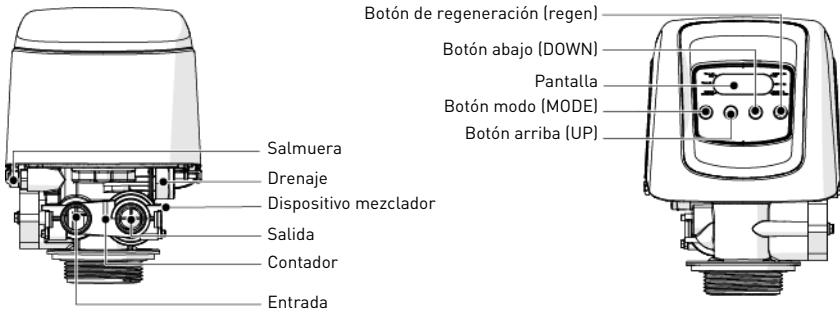 Botón de regeneración (regen)
Botón abajo (DOWN)
Pantalla
Botón modo (MODE)
Botón arriba (UP)
Salmuera
Drenaje
Dispositivo mezclador
Salida
Contador
Entrada